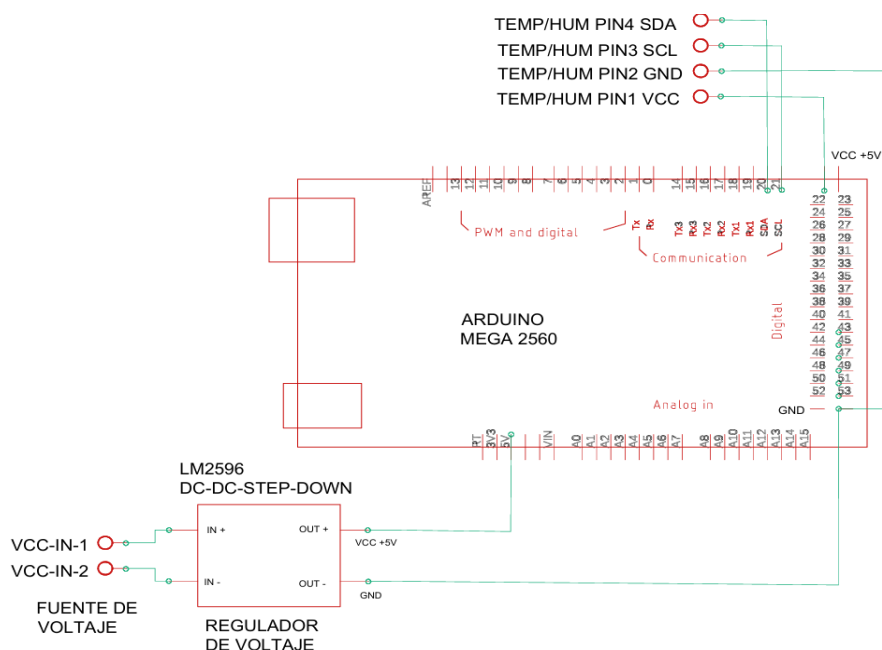 TEMP/HUM PIN4 SDA
TEMP/HUM PIN3 SCL
TEMP/HUM PIN2 GND
TEMP/HUM PIN1 VCC
VCC +5V
AREF 13 12 11 10 9 8 7 6 5 4 3 2 1 0 14 15 16 17 18 19 20 21
22 23
24 25
26 27
28 29
30 31
32 33
34 35
36 37
38 39
40 41
42 43
44 45
46 47
48 49
50 51
52 53
Tx Rx Tx3 Rx3 Tx2 Rx2 Tx1 Rx1 SDA SCL
PWM and digital
Communication
Digital
ARDUINO
MEGA 2560
Analog in
GND
3V3 5V VIN A0 A1 A2 A3 A4 A5 A6 A7 A8 A9 A10 A11 A12 A13 A14 A15
LM2596
DC-DC-STEP-DOWN
IN + OUT +
VCC +5V
VCC-IN-1
VCC-IN-2
IN - OUT -
GND
FUENTE DE
VOLTAJE
REGULADOR
DE VOLTAJE